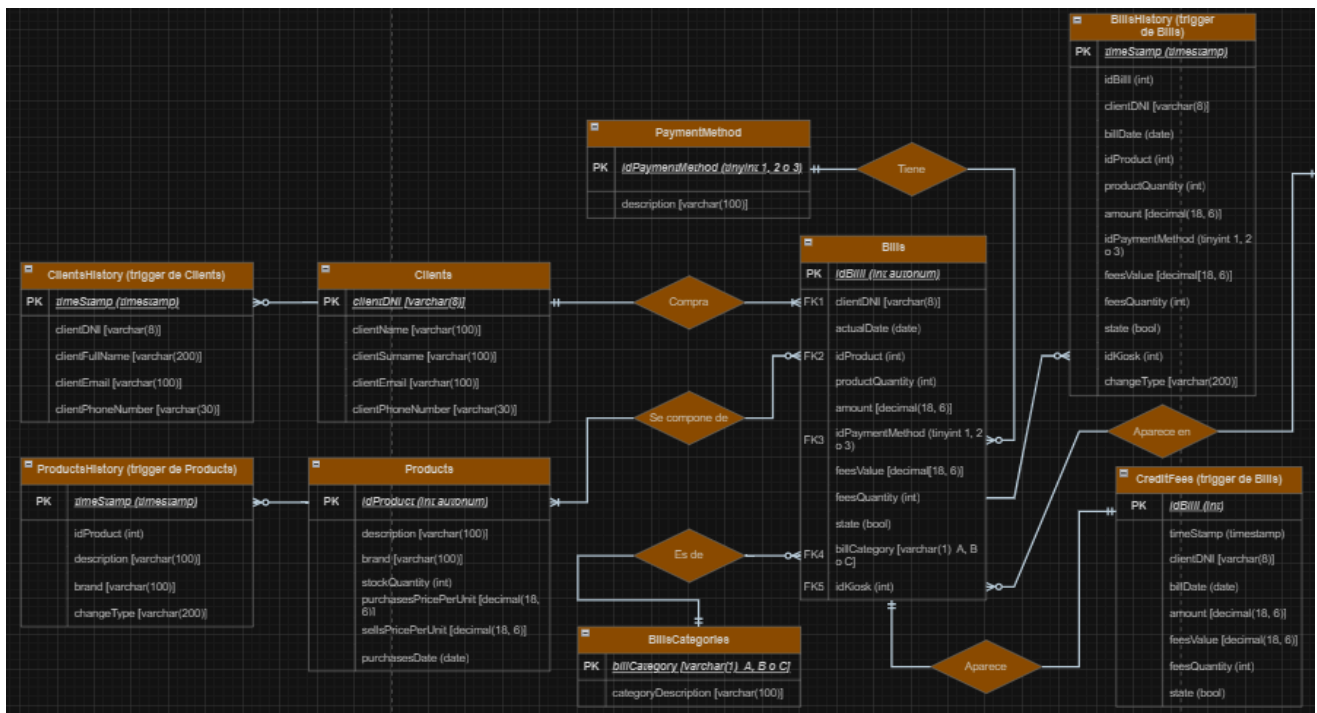 BillsHistory (trigger
de Bills)
PK timeStamp (timestamp)
idBilll (int)
clientDNI [varchar(8)]
billDate (date)
idProduct (int)
productQuantity (int)
amount [decimal(18, 6)]
idPaymentMethod (tinyint 1, 2
o 3)
feesValue [decimal[18, 6)]
feesQuantity (int)
state (bool)
idKiosk (int)
changeType [varchar(200)]
PaymentMethod
PK idPaymentMethod (tinyint 1, 2 o 3)
description [varchar(100)]
Tiene
ClientsHistory (trigger de Clients)
PK timeStamp (timestamp)
clientDNI [varchar(8)]
clientFullName [varchar(200)]
clientEmail [varchar(100)]
clientPhoneNumber [varchar(30)]
Clients
PK clientDNI [varchar(8)]
clientName [varchar(100)]
clientSurname [varchar(100)]
clientEmail [varchar(100)]
clientPhoneNumber [varchar(30)]
Compra
Bills
PK idBilll (int autonum)
FK1 clientDNI [varchar(8)]
actualDate (date)
FK2 idProduct (int)
productQuantity (int)
amount [decimal(18, 6)]
FK3 idPaymentMethod (tinyint 1, 2
o 3)
feesValue [decimal[18, 6)]
feesQuantity (int)
state (bool)
FK4 billCategory [varchar(1) A, B
o C]
FK5 idKiosk (int)
Se compone de
Aparece en
ProductsHistory (trigger de Products)
PK timeStamp (timestamp)
idProduct (int)
description [varchar(100)]
brand [varchar(100)]
changeType [varchar(200)]
Products
PK idProduct (int autonum)
description [varchar(100)]
brand [varchar(100)]
stockQuantity (int)
purchasesPricePerUnit [decimal(18,
6)]
sellsPricePerUnit [decimal(18, 6)]
purchasesDate (date)
Es de
BillsCategories
PK billCategory [varchar(1) A, B o C]
categoryDescription [varchar(100)]
Aparece
CreditFees (trigger de Bills)
PK idBilll (int)
timeStamp (timestamp)
clientDNI [varchar(8)]
billDate (date)
amount [decimal(18, 6)]
feesValue [decimal(18, 6)]
feesQuantity (int)
state (bool)